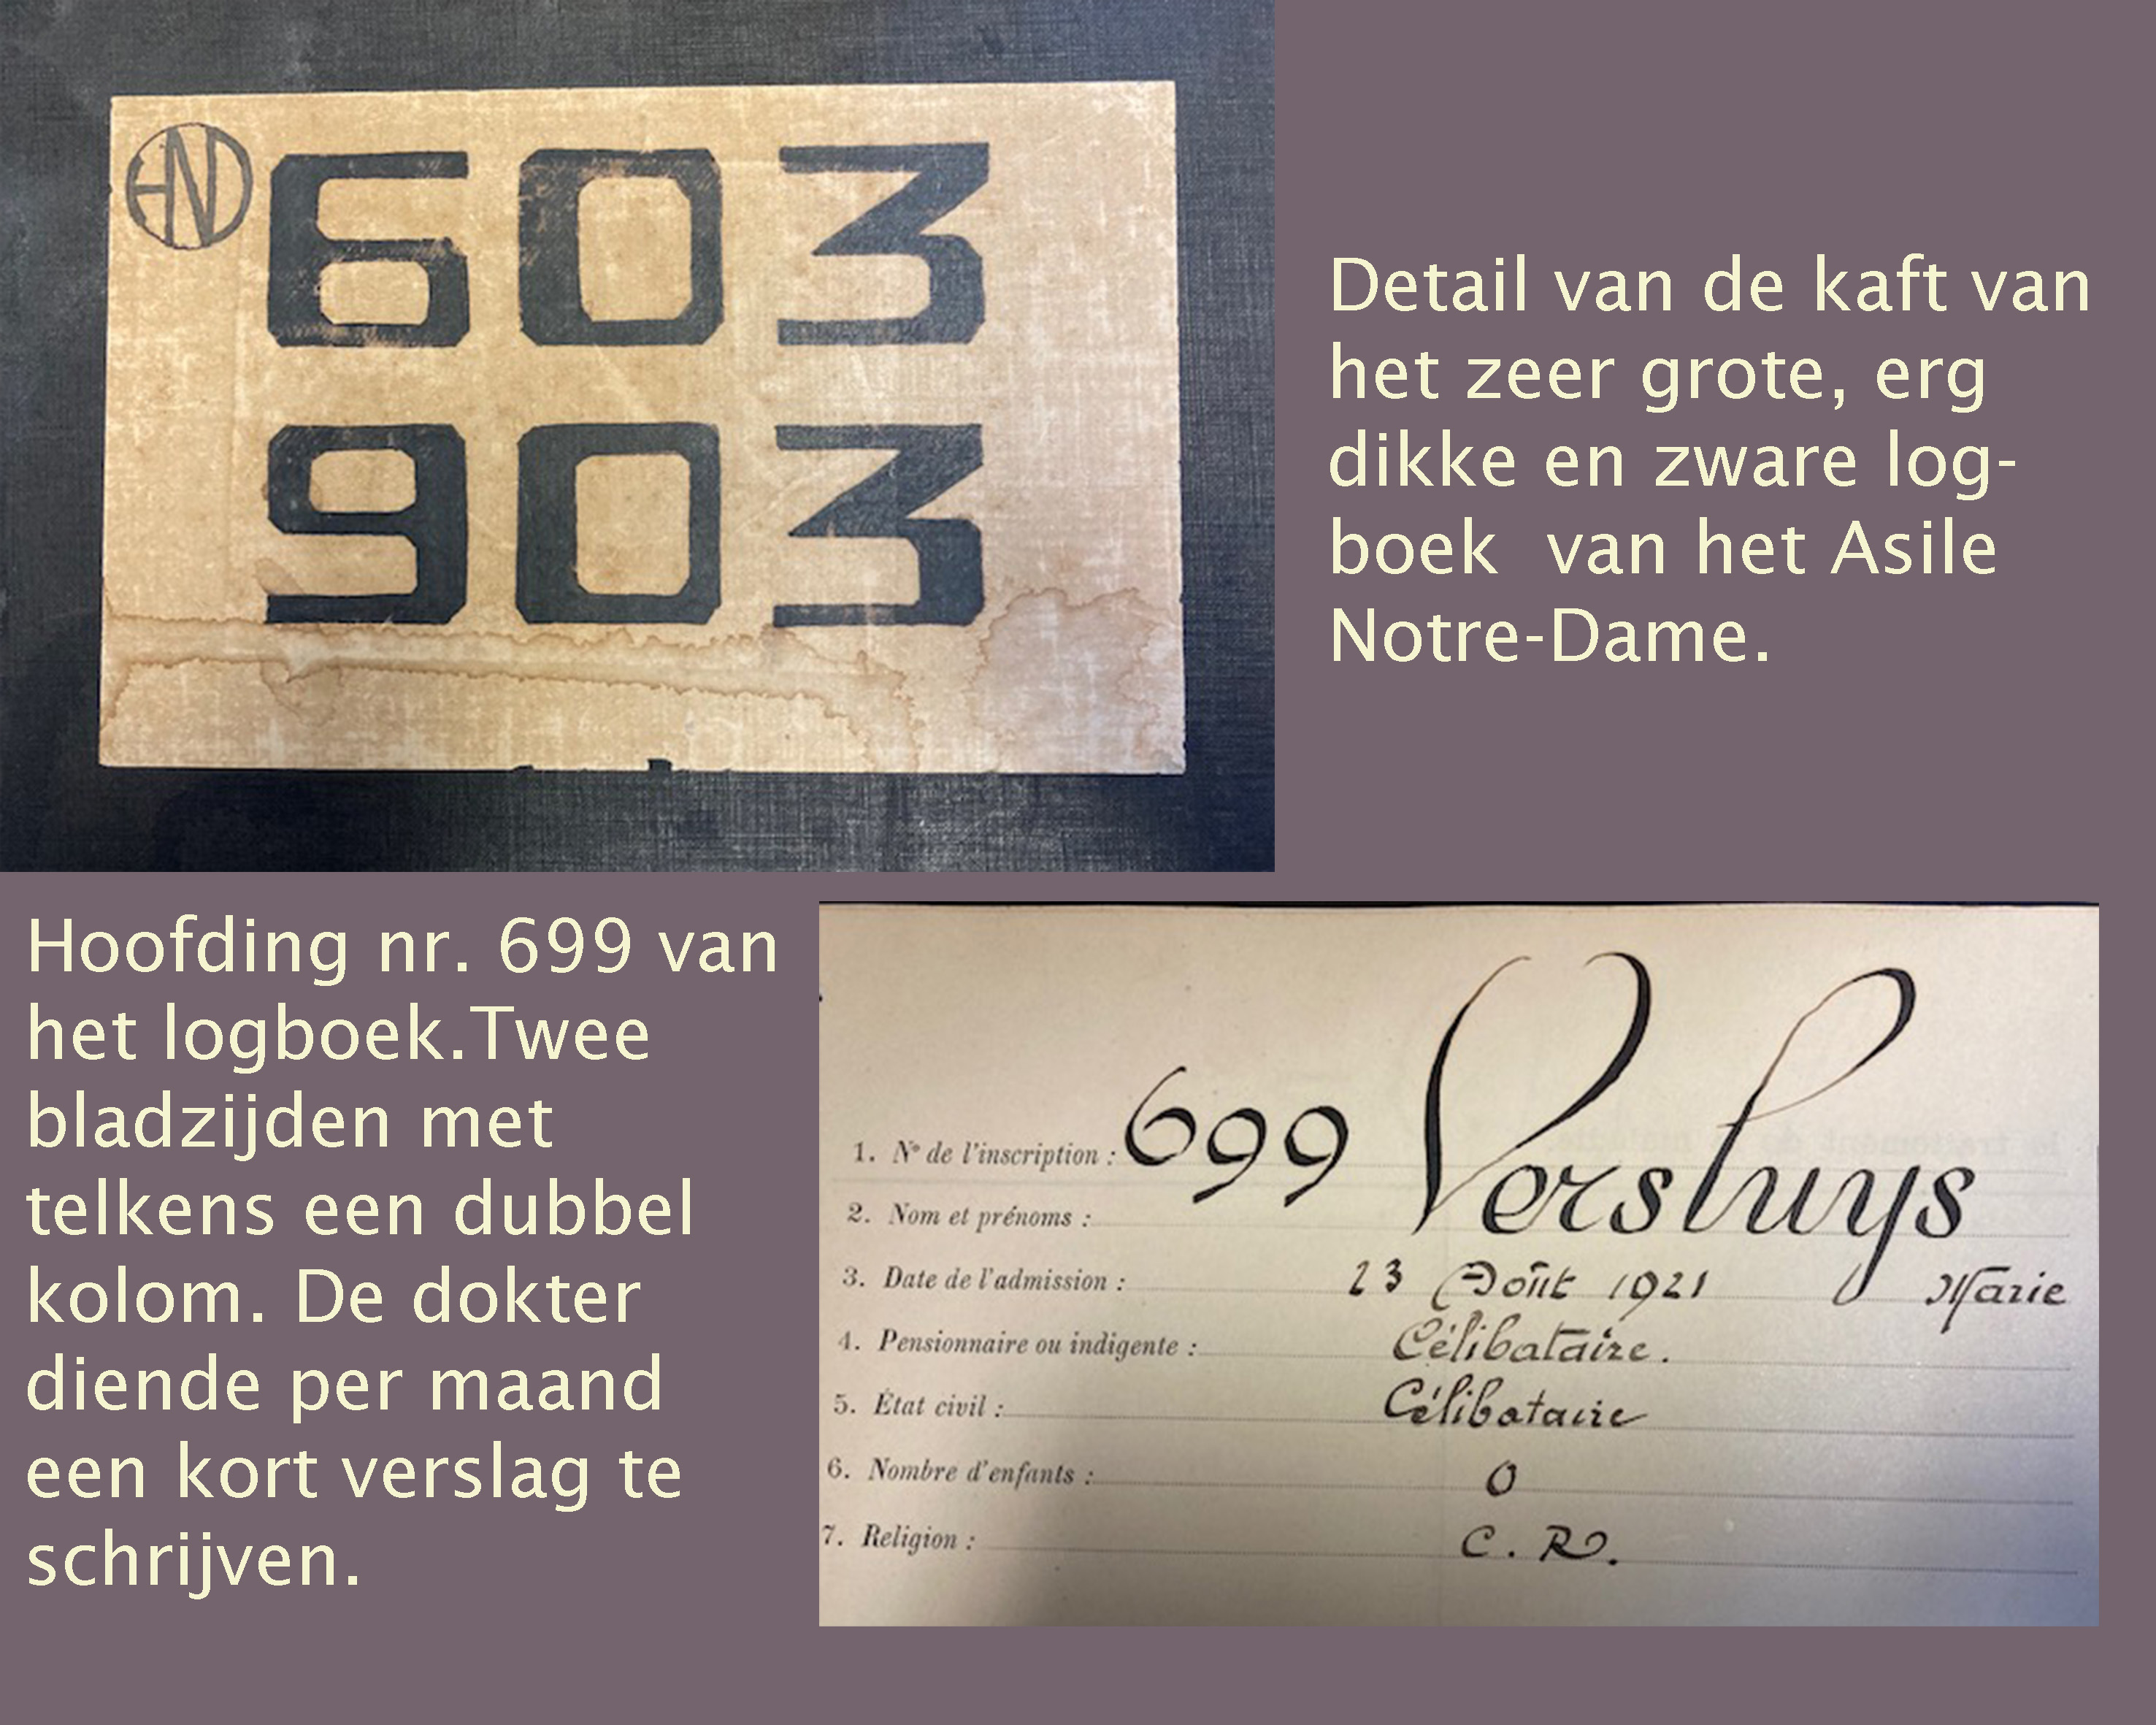 HND
603
903
Detail van de kaft van
het zeer grote, erg
dikke en zware log-
boek van het Asile
Notre-Dame.
Hoofding nr. 699 van
het logboek.Twee
bladzijden met
telkens een dubbel
kolom. De dokter
diende per maand
een kort verslag te
schrijven.
1. N° de l'inscription : 699 Versluys
2. Nom et prénoms :
3. Date de l'admission : 23 Août 1921 Marie
4. Pensionnaire ou indigente : Célibataire.
5. État civil : Célibataire
6. Nombre d'enfants : 0
7. Religion : C. R.